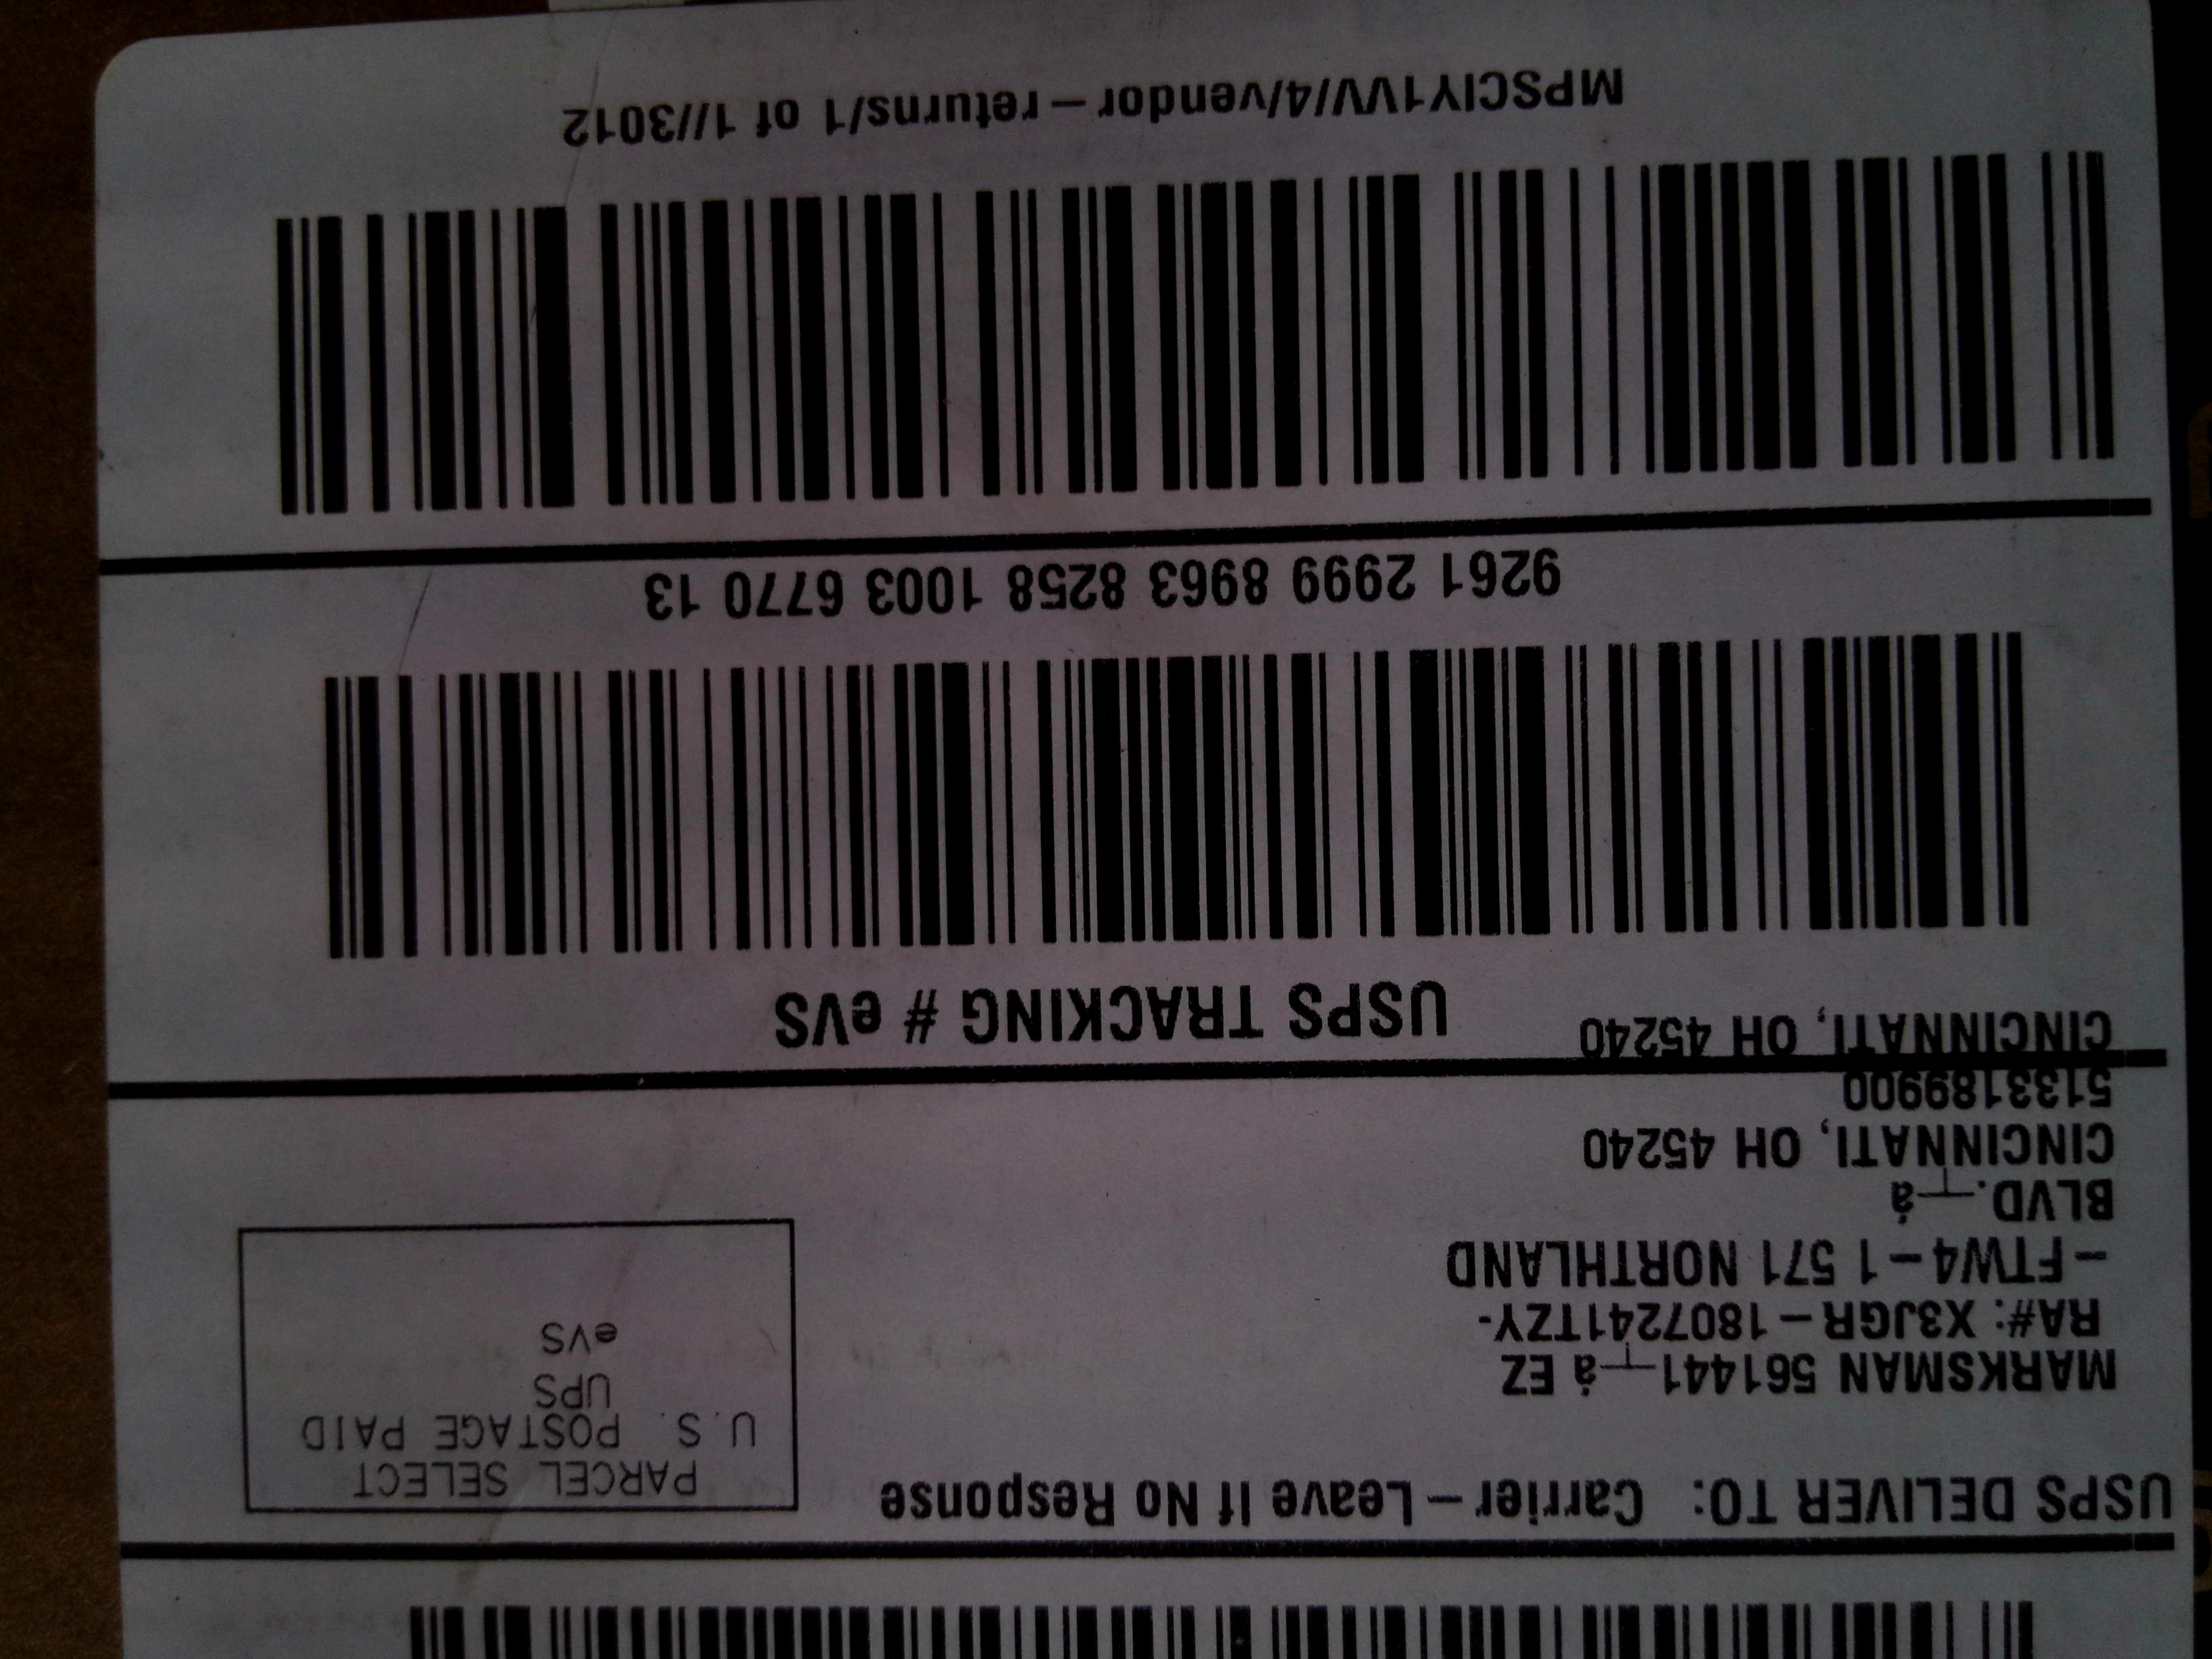 USPS DELIVER TO: Carrier – Leave If No Response
PARCEL SELECT
U.S. POSTAGE PAID
UPS
eVS
MARKSMAN 561441┬á EZ
RA#: X3JGR – 1807241TZY-
–FTW4 – 1 571 NORTHLAND
BLVD.┬á
CINCINNATI, OH 45240
5133189900
CINCINNATI, OH 45240
USPS TRACKING # eVS
9261 2999 8963 8258 1003 6770 13
MPSCIY1VV/4/vendor – returns/1 of 1//3012